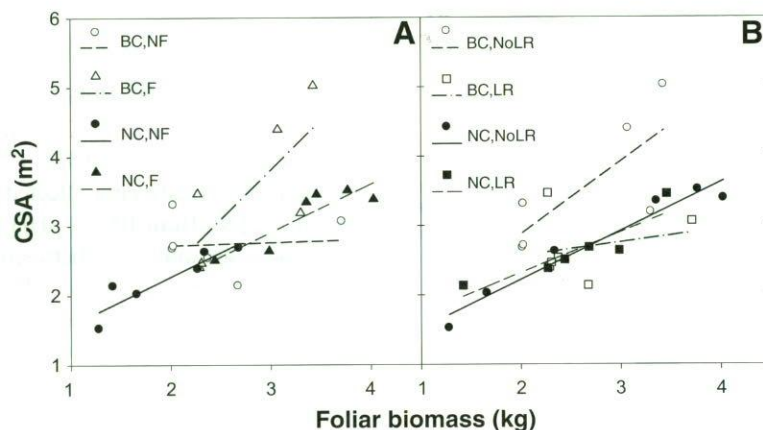 6
5
4
3
2
1
CSA (m²)
A
BC,NF
BC,F
NC,NF
NC,F
1 2 3 4
B
BC,NoLR
BC,LR
NC,NoLR
NC,LR
1 2 3 4
Foliar biomass (kg)